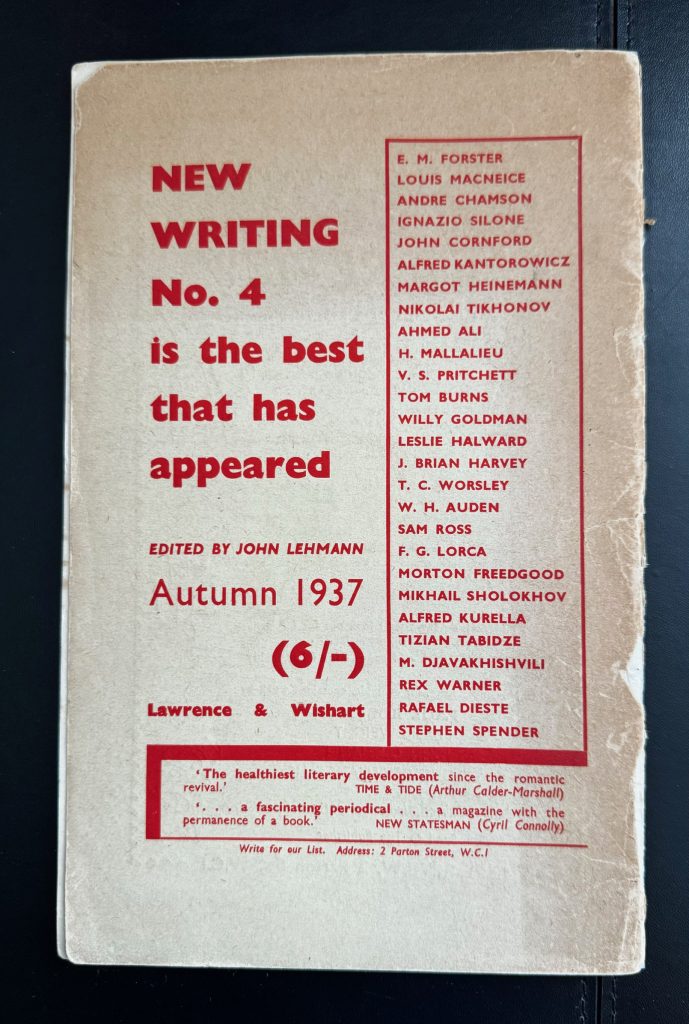 NEW
WRITING
No. 4
is the best
that has
appeared
EDITED BY JOHN LEHMANN
Autumn 1937
(6/-)
Lawrence & Wishart
E. M. FORSTER
LOUIS MACNEICE
ANDRE CHAMSON
IGNAZIO SILONE
JOHN CORNFORD
ALFRED KANTOROWICZ
MARGOT HEINEMANN
NIKOLAI TIKHONOV
AHMED ALI
H. MALLALIEU
V. S. PRITCHETT
TOM BURNS
WILLY GOLDMAN
LESLIE HALWARD
J. BRIAN HARVEY
T. C. WORSLEY
W. H. AUDEN
SAM ROSS
F. G. LORCA
MORTON FREEDGOOD
MIKHAIL SHOLOKHOV
ALFRED KURELLA
TIZIAN TABIDZE
M. DJAVAKHISHVILI
REX WARNER
RAFAEL DIESTE
STEPHEN SPENDER
‘The healthiest literary development since the romantic
revival.’ TIME & TIDE (Arthur Calder-Marshall)
‘. . . a fascinating periodical . . . a magazine with the
permanence of a book.’ NEW STATESMAN (Cyril Connolly)
Write for our List. Address: 2 Parton Street, W.C.1